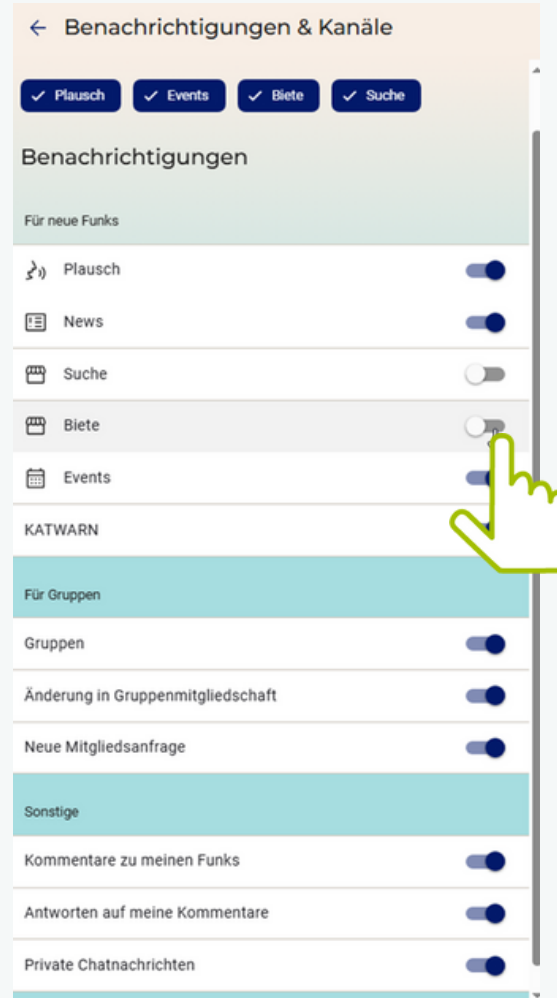 Benachrichtigungen & Kanäle
Plausch Events Biete Suche
Benachrichtigungen
Für neue Funks
Plausch
News
Suche
Biete
Events
KATWARN
Für Gruppen
Gruppen
Änderung in Gruppenmitgliedschaft
Neue Mitgliedsanfrage
Sonstige
Kommentare zu meinen Funks
Antworten auf meine Kommentare
Private Chatnachrichten